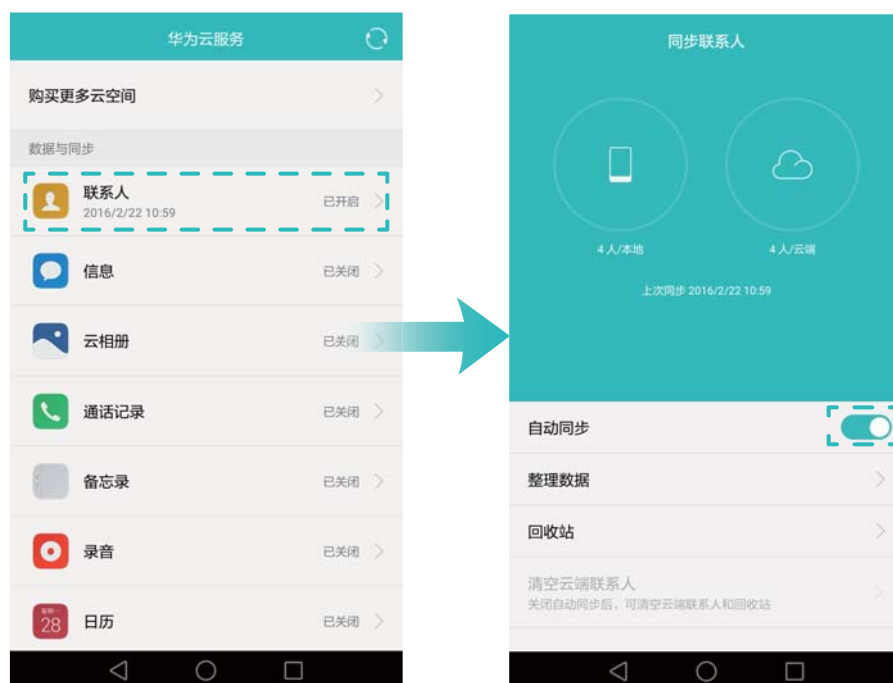 华为云服务
购买更多云空间
数据与同步
联系人
2016/2/22 10:59
已开启
信息
已关闭
云相册
已关闭
通话记录
已关闭
备忘录
已关闭
录音
已关闭
28
日历
已关闭
同步联系人
4 人/本地
4 人/云端
上次同步 2016/2/22 10:59
自动同步
整理数据
回收站
清空云端联系人
关闭自动同步后，可清空云端联系人和回收站